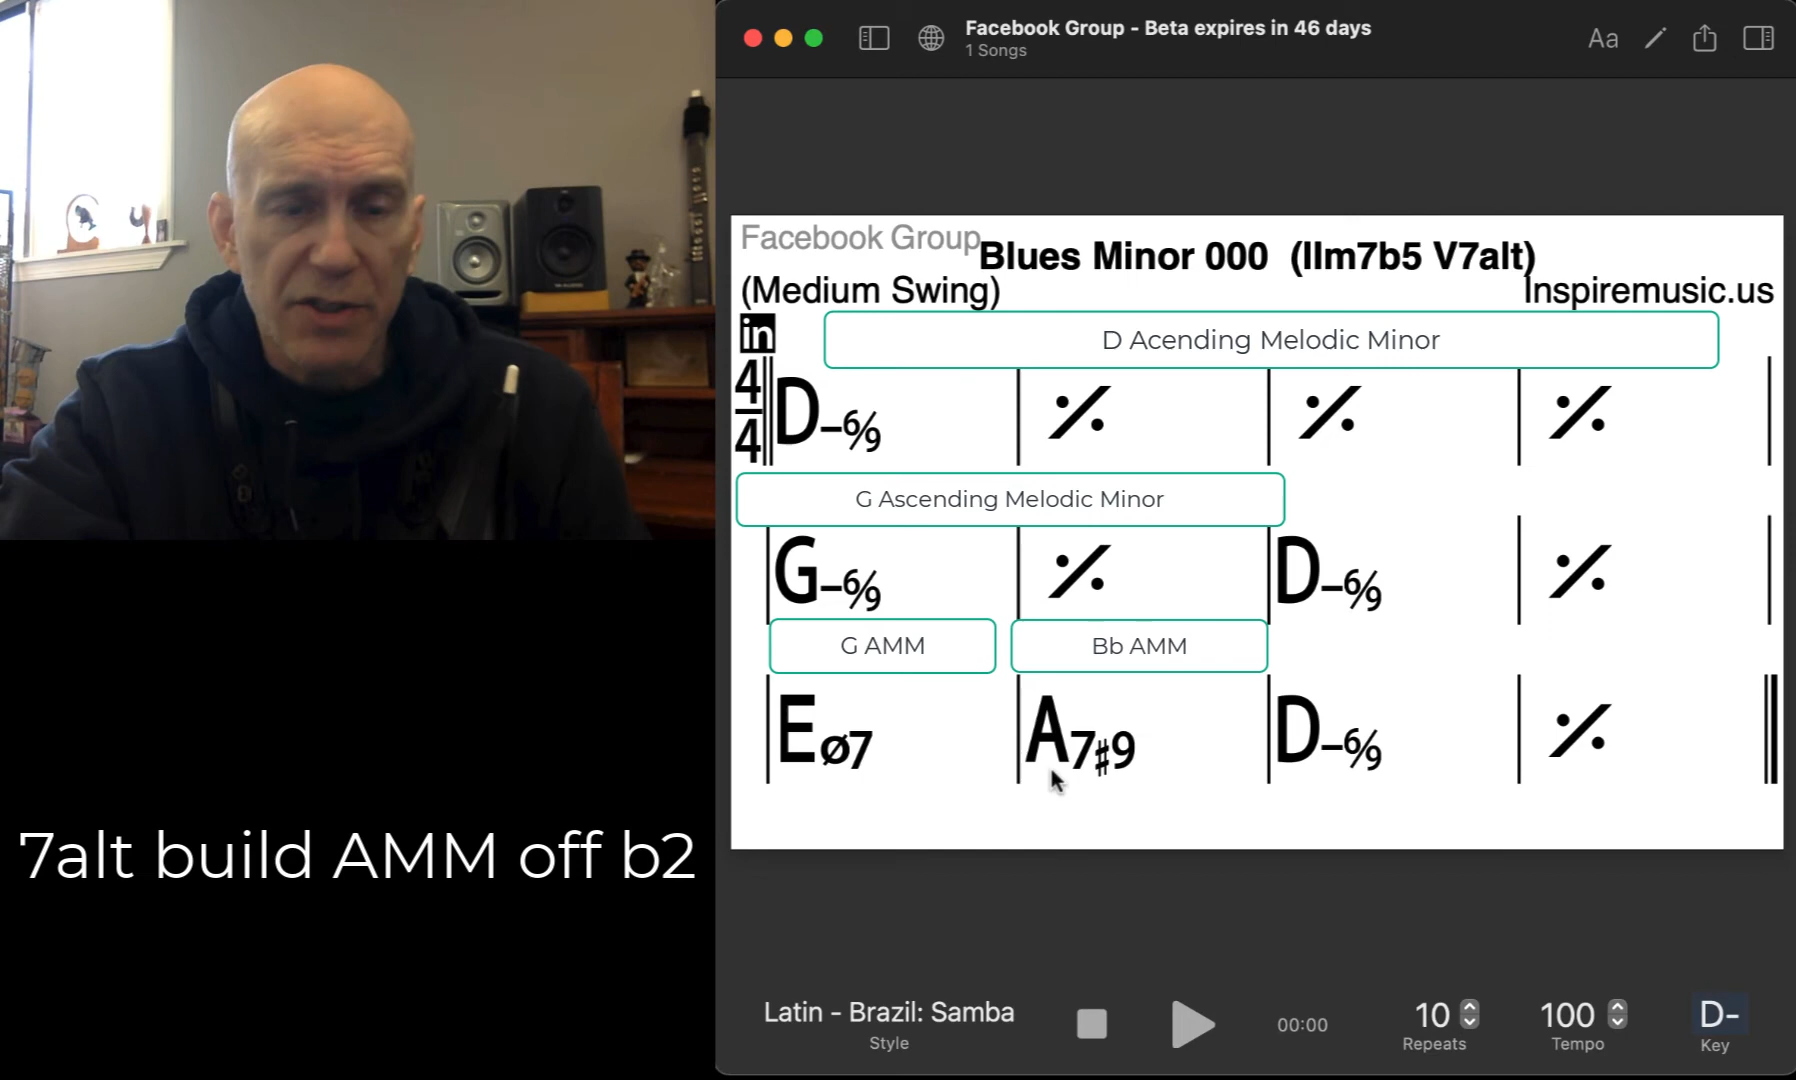 Facebook Group - Beta expires in 46 days
1 Songs
Aa
Facebook Group
Blues Minor 000 (IIm7b5 V7alt)
(Medium Swing)
Inspiremusic.us
in
D Acending Melodic Minor
4/4 D-6/9 ٪ ٪ ٪
G Ascending Melodic Minor
G-6/9 ٪ D-6/9 ٪
G AMM
Bb AMM
Eø7 A7♯9 D-6/9 ٪
7alt build AMM off b2
Latin - Brazil: Samba
Style
00:00
10
Repeats
100
Tempo
D-
Key